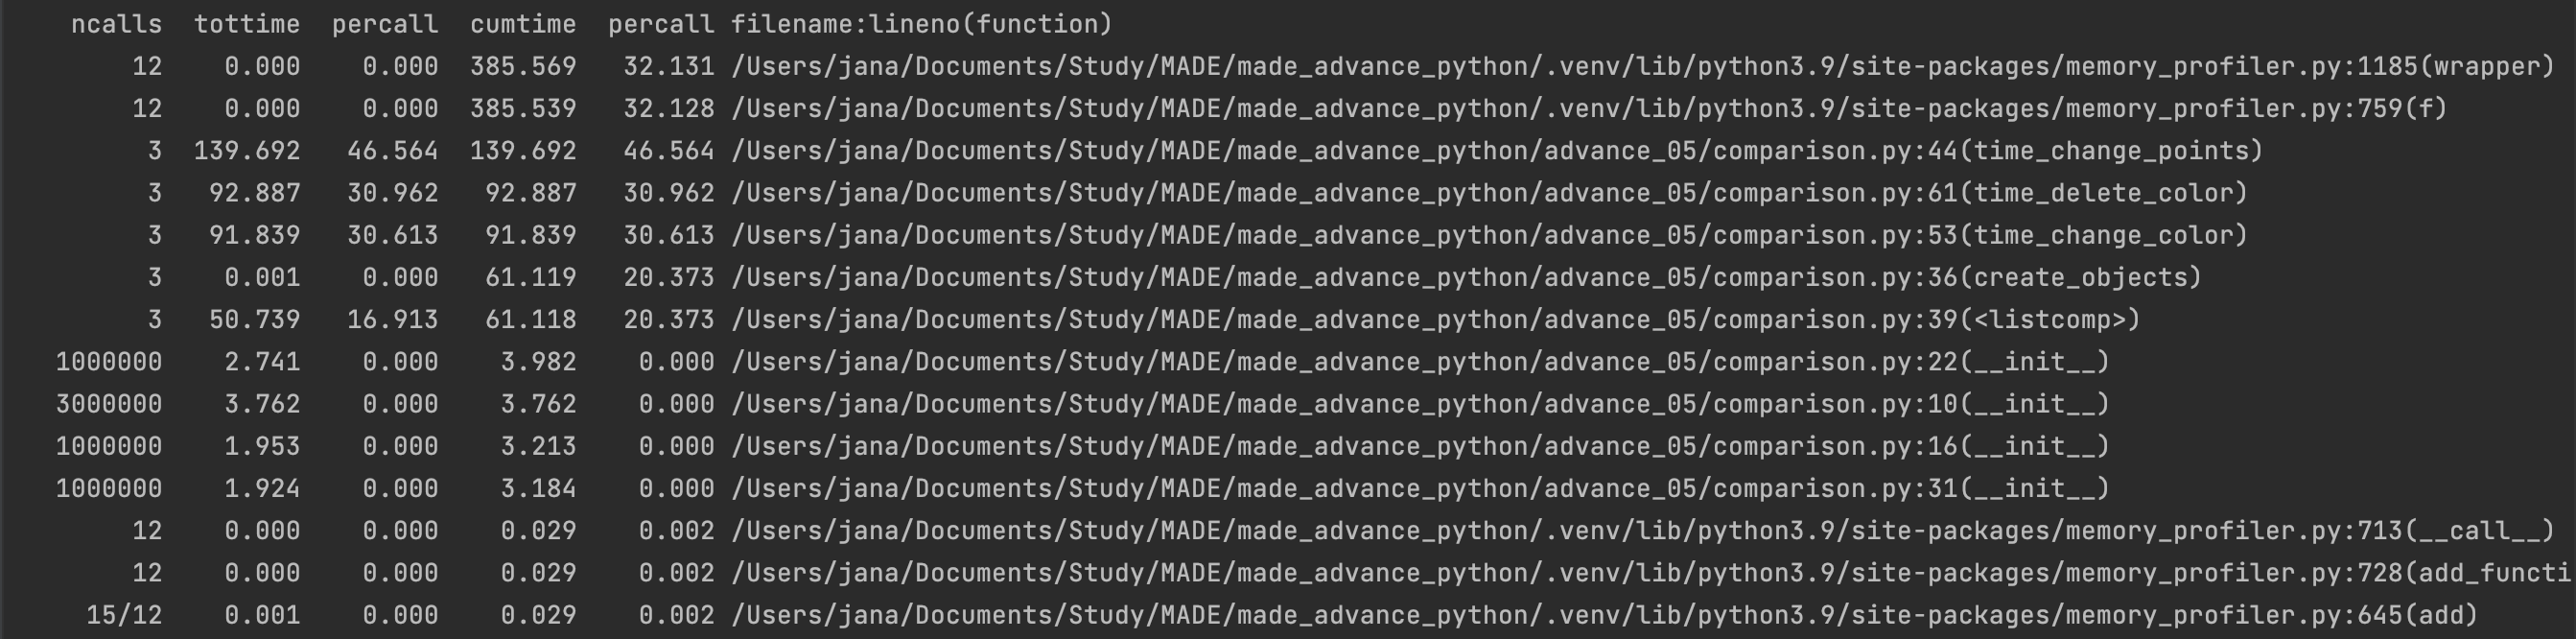 ncalls  tottime  percall  cumtime  percall filename:lineno(function)
12    0.000    0.000  385.569   32.131 /Users/jana/Documents/Study/MADE/made_advance_python/.venv/lib/python3.9/site-packages/memory_profiler.py:1185(wrapper)
12    0.000    0.000  385.539   32.128 /Users/jana/Documents/Study/MADE/made_advance_python/.venv/lib/python3.9/site-packages/memory_profiler.py:759(f)
3  139.692   46.564  139.692   46.564 /Users/jana/Documents/Study/MADE/made_advance_python/advance_05/comparison.py:44(time_change_points)
3   92.887   30.962   92.887   30.962 /Users/jana/Documents/Study/MADE/made_advance_python/advance_05/comparison.py:61(time_delete_color)
3   91.839   30.613   91.839   30.613 /Users/jana/Documents/Study/MADE/made_advance_python/advance_05/comparison.py:53(time_change_color)
3    0.001    0.000   61.119   20.373 /Users/jana/Documents/Study/MADE/made_advance_python/advance_05/comparison.py:36(create_objects)
3   50.739   16.913   61.118   20.373 /Users/jana/Documents/Study/MADE/made_advance_python/advance_05/comparison.py:39(<listcomp>)
1000000    2.741    0.000    3.982    0.000 /Users/jana/Documents/Study/MADE/made_advance_python/advance_05/comparison.py:22(__init__)
3000000    3.762    0.000    3.762    0.000 /Users/jana/Documents/Study/MADE/made_advance_python/advance_05/comparison.py:10(__init__)
1000000    1.953    0.000    3.213    0.000 /Users/jana/Documents/Study/MADE/made_advance_python/advance_05/comparison.py:16(__init__)
1000000    1.924    0.000    3.184    0.000 /Users/jana/Documents/Study/MADE/made_advance_python/advance_05/comparison.py:31(__init__)
12    0.000    0.000    0.029    0.002 /Users/jana/Documents/Study/MADE/made_advance_python/.venv/lib/python3.9/site-packages/memory_profiler.py:713(__call__)
12    0.000    0.000    0.029    0.002 /Users/jana/Documents/Study/MADE/made_advance_python/.venv/lib/python3.9/site-packages/memory_profiler.py:728(add_functi
15/12    0.001    0.000    0.029    0.002 /Users/jana/Documents/Study/MADE/made_advance_python/.venv/lib/python3.9/site-packages/memory_profiler.py:645(add)